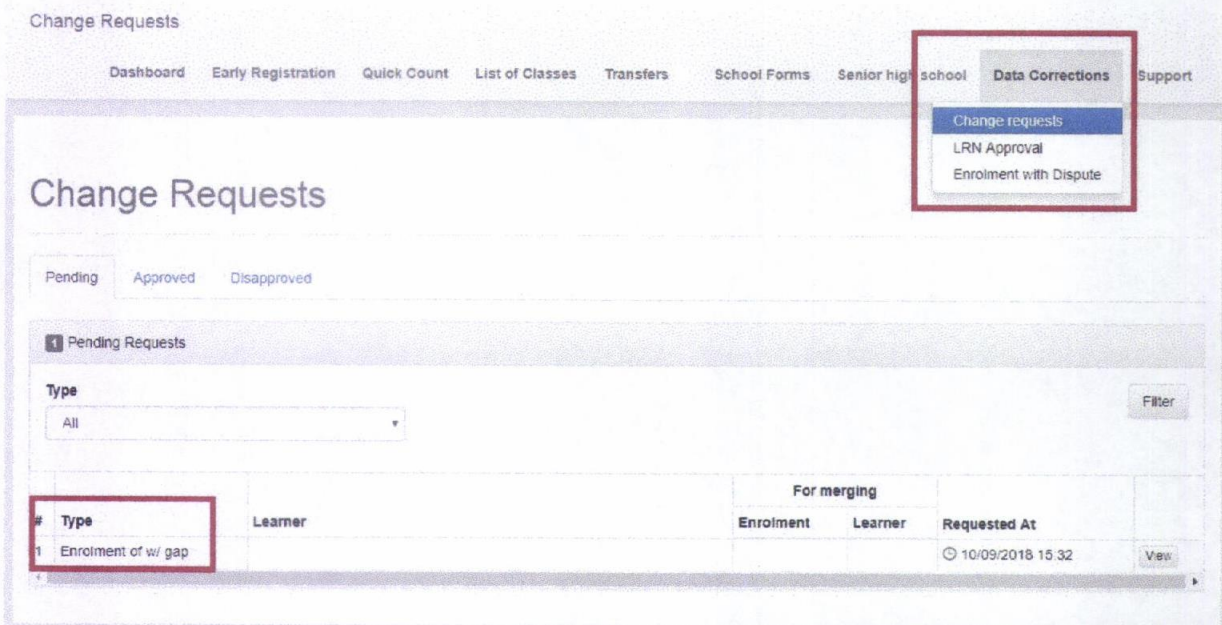 Change Requests
Dashboard Early Registration Quick Count List of Classes Transfers School Forms Senior high school Data Corrections Support
Change requests
LRN Approval
Enrolment with Dispute
Change Requests
Pending Approved Disapproved
1 Pending Requests
Type
All
Filter
For merging
# Type Learner Enrolment Learner Requested At
1 Enrolment of w/ gap 10/09/2018 15:32 View